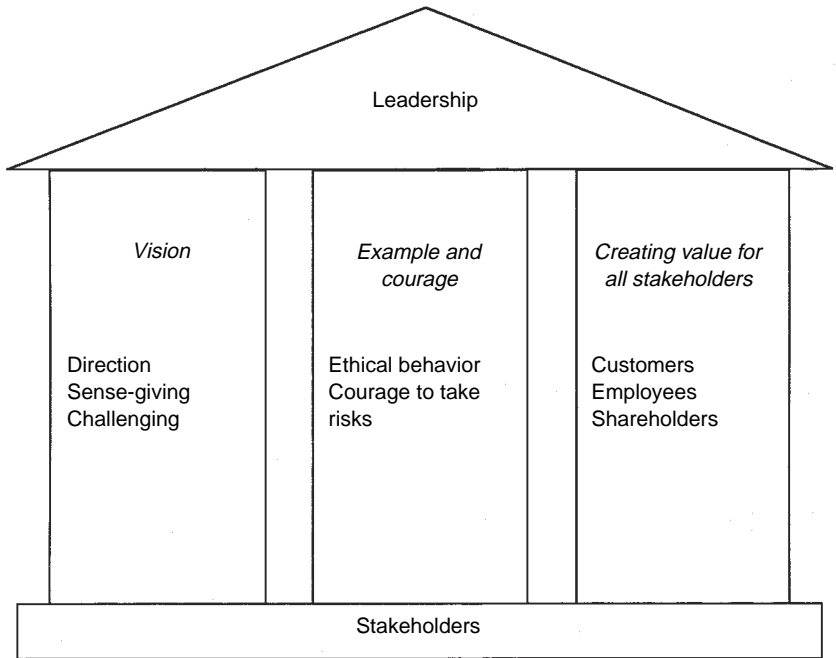 Leadership
Vision
Direction
Sense-giving
Challenging
Example and
courage
Ethical behavior
Courage to take
risks
Creating value for
all stakeholders
Customers
Employees
Shareholders
Stakeholders